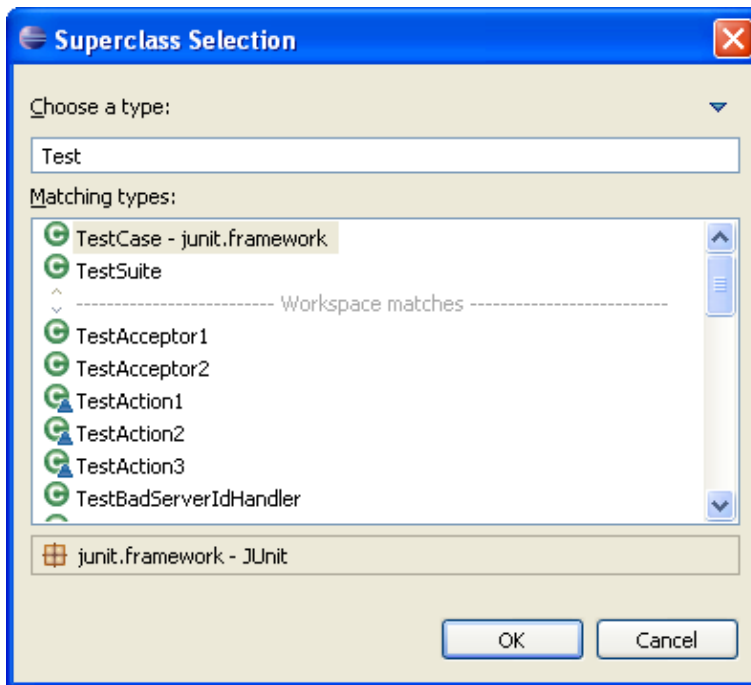 Superclass Selection
Choose a type:
Test
Matching types:
TestCase - junit.framework
TestSuite
-------------------------- Workspace matches --------------------------
TestAcceptor1
TestAcceptor2
TestAction1
TestAction2
TestAction3
TestBadServerIdHandler
junit.framework - JUnit
OK Cancel